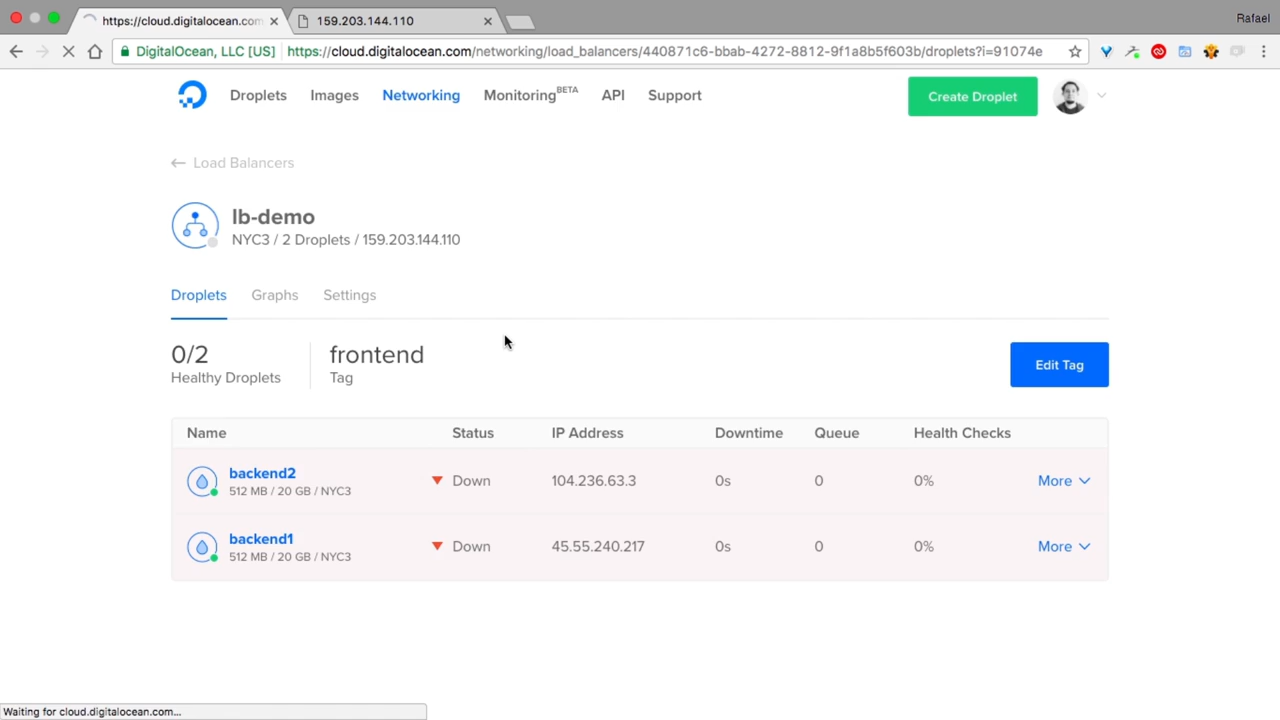 https://cloud.digitalocean.com
159.203.144.110
Rafael
DigitalOcean, LLC [US]
https://cloud.digitalocean.com/networking/load_balancers/440871c6-bbab-4272-8812-9f1a8b5f603b/droplets?i=91074e
Droplets Images Networking Monitoring BETA API Support
Create Droplet
← Load Balancers
lb-demo
NYC3 / 2 Droplets / 159.203.144.110
Droplets Graphs Settings
0/2 frontend
Healthy Droplets Tag
Edit Tag
Name Status IP Address Downtime Queue Health Checks
backend2
512 MB / 20 GB / NYC3
Down 104.236.63.3 0s 0 0% More
backend1
512 MB / 20 GB / NYC3
Down 45.55.240.217 0s 0 0% More
Waiting for cloud.digitalocean.com...